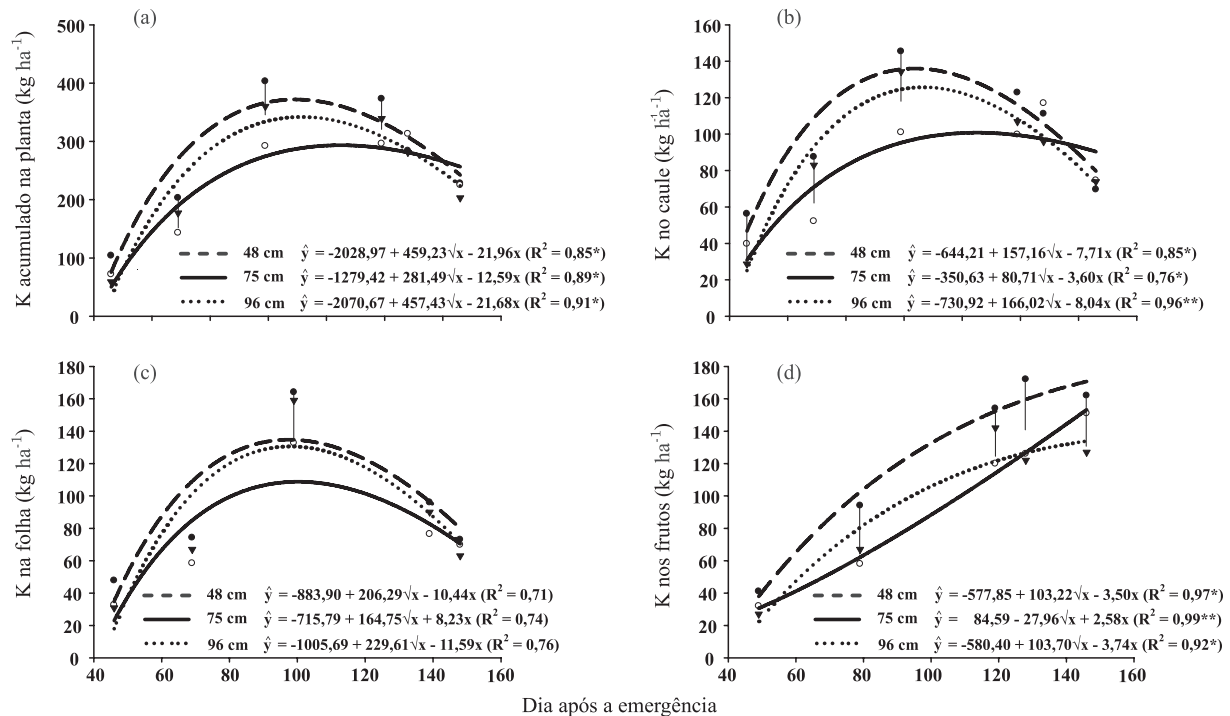 (a)
K acumulado na planta (kg ha⁻¹)
500
400
300
200
100
0
48 cm ŷ = -2028,97 + 459,23√x - 21,96x (R² = 0,85*)
75 cm ŷ = -1279,42 + 281,49√x - 12,59x (R² = 0,89*)
96 cm ŷ = -2070,67 + 457,43√x - 21,68x (R² = 0,91*)
(b)
K no caule (kg ha⁻¹)
160
140
120
100
80
60
40
20
0
48 cm ŷ = -644,21 + 157,16√x - 7,71x (R² = 0,85*)
75 cm ŷ = -350,63 + 80,71√x - 3,60x (R² = 0,76*)
96 cm ŷ = -730,92 + 166,02√x - 8,04x (R² = 0,96**)
(c)
K na folha (kg ha⁻¹)
180
160
140
120
100
80
60
40
20
0
48 cm ŷ = -883,90 + 206,29√x - 10,44x (R² = 0,71)
75 cm ŷ = -715,79 + 164,75√x + 8,23x (R² = 0,74)
96 cm ŷ = -1005,69 + 229,61√x - 11,59x (R² = 0,76)
40 60 80 100 120 140 160
(d)
K nos frutos (kg ha⁻¹)
180
160
140
120
100
80
60
40
20
0
48 cm ŷ = -577,85 + 103,22√x - 3,50x (R² = 0,97*)
75 cm ŷ = 84,59 - 27,96√x + 2,58x (R² = 0,99**)
96 cm ŷ = -580,40 + 103,70√x - 3,74x (R² = 0,92*)
40 60 80 100 120 140 160
Dia após a emergência